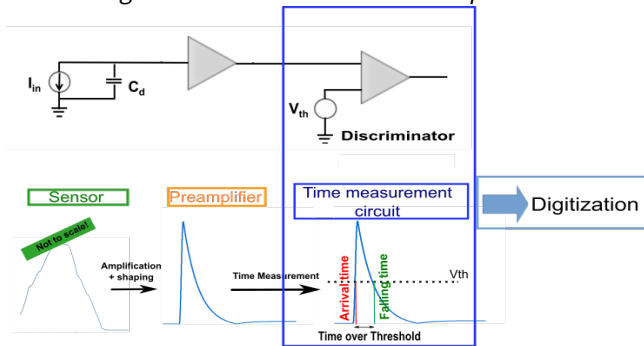 I_in
C_d
V_th
Discriminator
Sensor
Preamplifier
Time measurement
circuit
Digitization
Not to scale!
Amplification
+ shaping
Time Measurement
Arrival time
Falling time
Vth
Time over Threshold